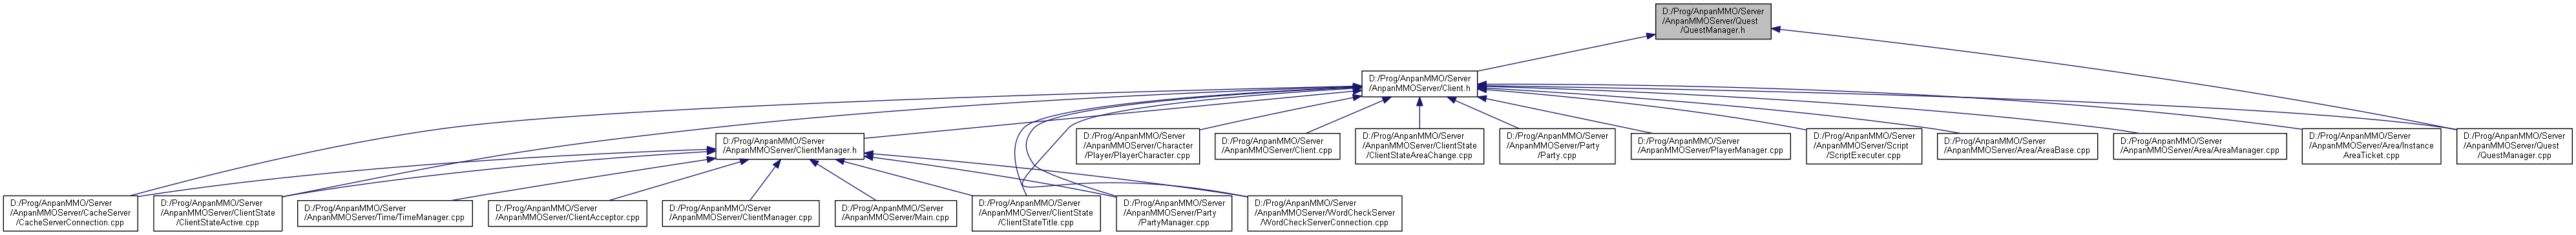 D:/Prog/AnpanMMO/Server
/AnpanMMOServer/Quest
/QuestManager.h
D:/Prog/AnpanMMO/Server
/AnpanMMOServer/Client.h
D:/Prog/AnpanMMO/Server
/AnpanMMOServer/ClientManager.h
D:/Prog/AnpanMMO/Server
/AnpanMMOServer/Character
/Player/PlayerCharacter.cpp
D:/Prog/AnpanMMO/Server
/AnpanMMOServer/Client.cpp
D:/Prog/AnpanMMO/Server
/AnpanMMOServer/ClientState
/ClientStateAreaChange.cpp
D:/Prog/AnpanMMO/Server
/AnpanMMOServer/Party
/Party.cpp
D:/Prog/AnpanMMO/Server
/AnpanMMOServer/PlayerManager.cpp
D:/Prog/AnpanMMO/Server
/AnpanMMOServer/Script
/ScriptExecuter.cpp
D:/Prog/AnpanMMO/Server
/AnpanMMOServer/Area/AreaBase.cpp
D:/Prog/AnpanMMO/Server
/AnpanMMOServer/Area/AreaManager.cpp
D:/Prog/AnpanMMO/Server
/AnpanMMOServer/Area/Instance
AreaTicket.cpp
D:/Prog/AnpanMMO/Server
/AnpanMMOServer/Quest
/QuestManager.cpp
D:/Prog/AnpanMMO/Server
/AnpanMMOServer/CacheServer
/CacheServerConnection.cpp
D:/Prog/AnpanMMO/Server
/AnpanMMOServer/ClientState
/ClientStateActive.cpp
D:/Prog/AnpanMMO/Server
/AnpanMMOServer/Time/TimeManager.cpp
D:/Prog/AnpanMMO/Server
/AnpanMMOServer/ClientAcceptor.cpp
D:/Prog/AnpanMMO/Server
/AnpanMMOServer/ClientManager.cpp
D:/Prog/AnpanMMO/Server
/AnpanMMOServer/Main.cpp
D:/Prog/AnpanMMO/Server
/AnpanMMOServer/ClientState
/ClientStateTitle.cpp
D:/Prog/AnpanMMO/Server
/AnpanMMOServer/Party
/PartyManager.cpp
D:/Prog/AnpanMMO/Server
/AnpanMMOServer/WordCheckServer
/WordCheckServerConnection.cpp